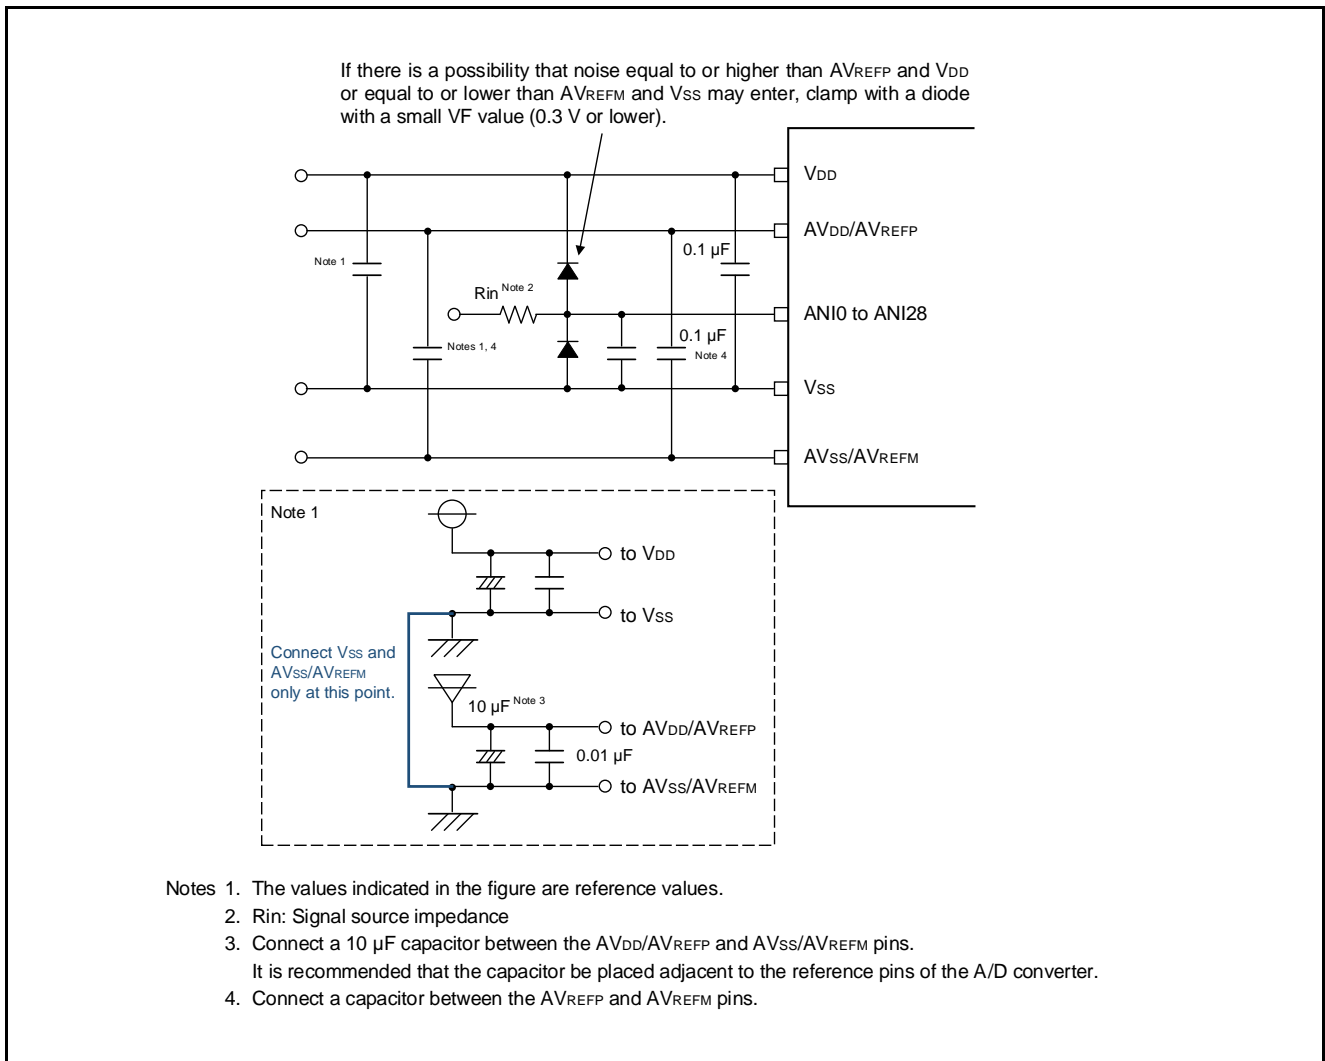 If there is a possibility that noise equal to or higher than AVREFP and VDD
or equal to or lower than AVREFM and VSS may enter, clamp with a diode
with a small VF value (0.3 V or lower).
VDD
AVDD/AVREFP
0.1 µF
Note 1
Rin Note 2
ANI0 to ANI28
0.1 µF
Notes 1, 4
Note 4
VSS
AVSS/AVREFM
Note 1
to VDD
to VSS
Connect VSS and
AVSS/AVREFM
only at this point.
10 µF Note 3
to AVDD/AVREFP
0.01 µF
to AVSS/AVREFM
Notes 1. The values indicated in the figure are reference values.
2. Rin: Signal source impedance
3. Connect a 10 µF capacitor between the AVDD/AVREFP and AVSS/AVREFM pins.
It is recommended that the capacitor be placed adjacent to the reference pins of the A/D converter.
4. Connect a capacitor between the AVREFP and AVREFM pins.